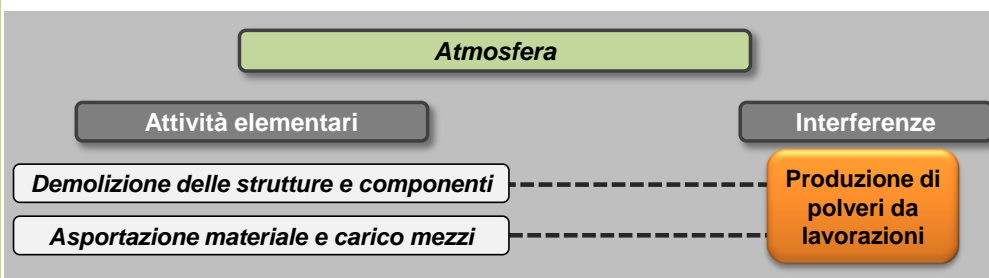 Atmosfera
Attività elementari
Interferenze
Demolizione delle strutture e componenti
Asportazione materiale e carico mezzi
Produzione di
polveri da
lavorazioni